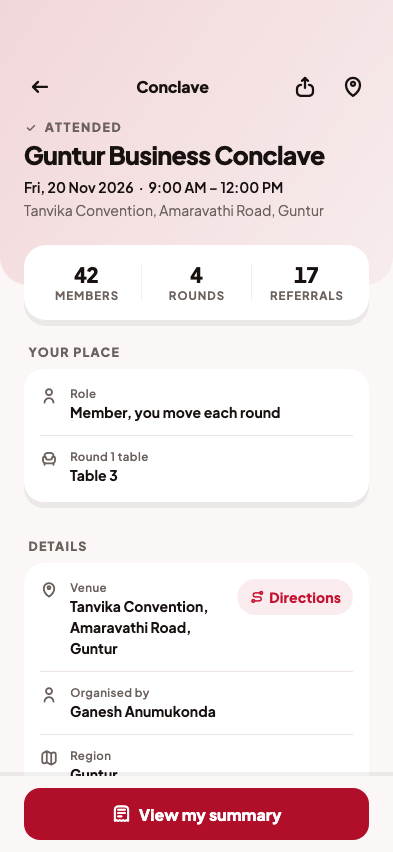 Conclave
ATTENDED
Guntur Business Conclave
Fri, 20 Nov 2026 · 9:00 AM – 12:00 PM
Tanvika Convention, Amaravathi Road, Guntur
42 4 17
MEMBERS ROUNDS REFERRALS
YOUR PLACE
Role
Member, you move each round
Round 1 table
Table 3
DETAILS
Venue
Tanvika Convention,
Amaravathi Road,
Guntur
Directions
Organised by
Ganesh Anumukonda
Region
Guntur
View my summary